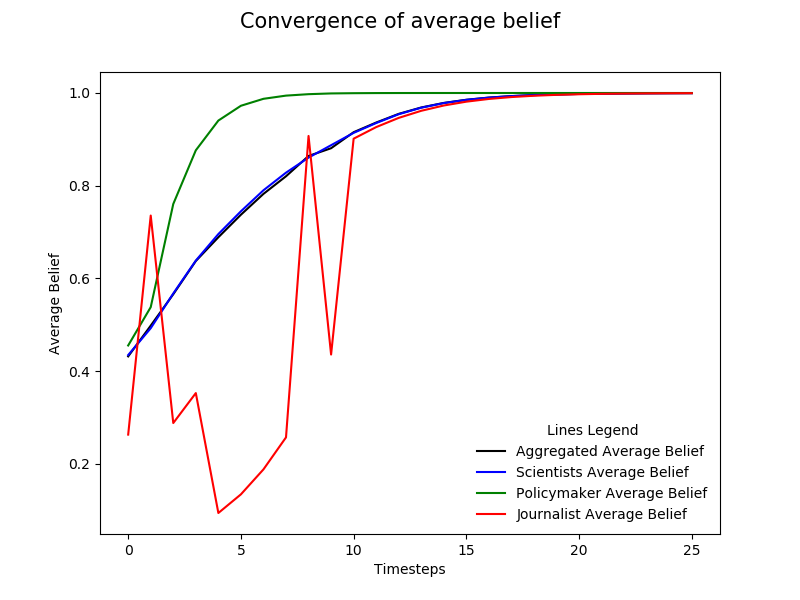 Convergence of average belief
1.0
0.8
0.6
0.4
0.2
Average Belief
0 5 10 15 20 25
Timesteps
Lines Legend
Aggregated Average Belief
Scientists Average Belief
Policymaker Average Belief
Journalist Average Belief